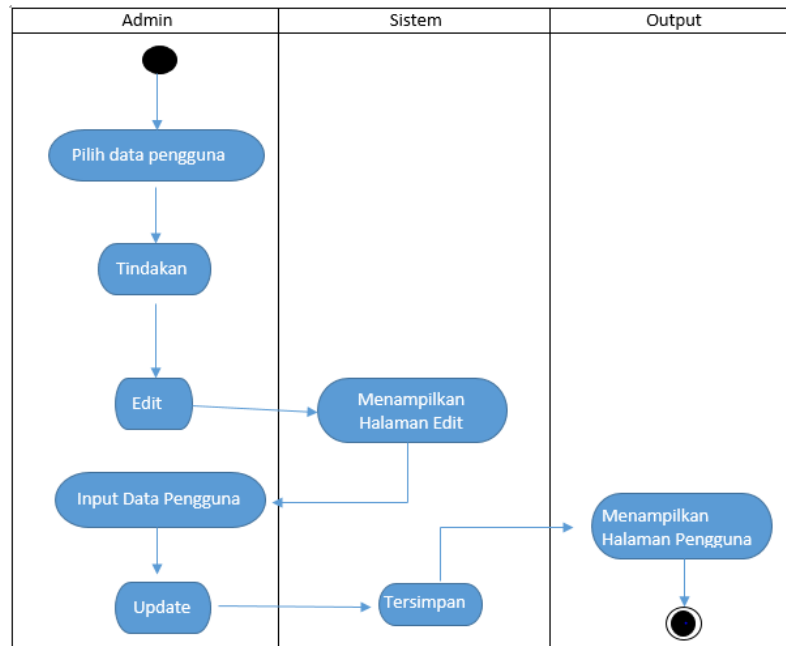 Admin
Sistem
Output
Pilih data pengguna
Tindakan
Edit
Menampilkan
Halaman Edit
Input Data Pengguna
Update
Tersimpan
Menampilkan
Halaman Pengguna